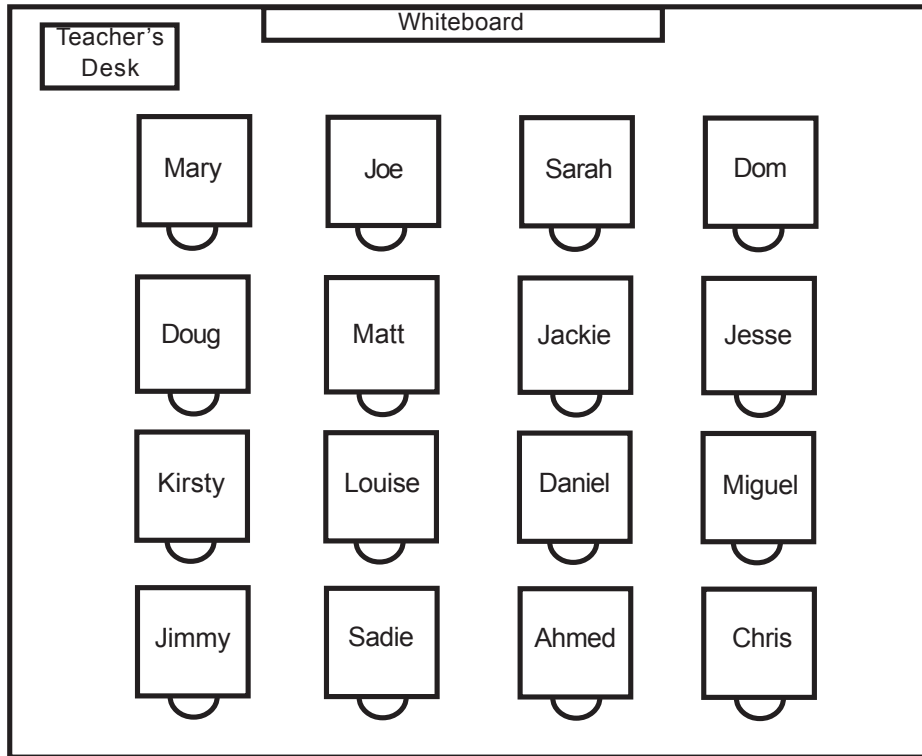 Whiteboard
Teacher's
Desk
Mary Joe Sarah Dom
Doug Matt Jackie Jesse
Kirsty Louise Daniel Miguel
Jimmy Sadie Ahmed Chris